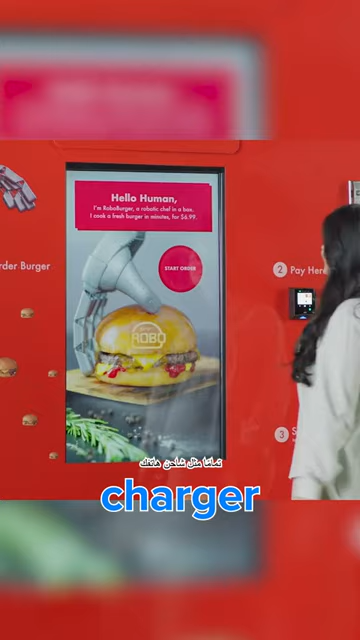 Hello Human,
I'm RoboBurger, a robotic chef in a box.
I cook a fresh burger in minutes, for $6.99.
START ORDER
rder Burger
2 Pay Here
ROBO
3 S
تمامًا مثل شاحن هاتفك
charger